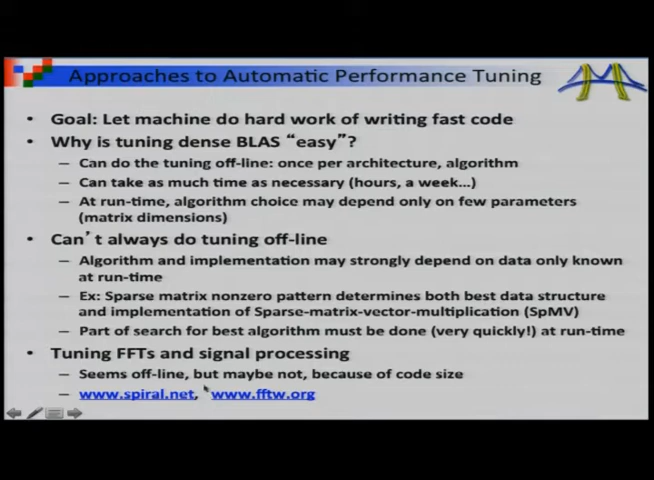 Approaches to Automatic Performance Tuning
• Goal: Let machine do hard work of writing fast code
• Why is tuning dense BLAS “easy”?
– Can do the tuning off-line: once per architecture, algorithm
– Can take as much time as necessary (hours, a week…)
– At run-time, algorithm choice may depend only on few parameters
(matrix dimensions)
• Can’t always do tuning off-line
– Algorithm and implementation may strongly depend on data only known
at run-time
– Ex: Sparse matrix nonzero pattern determines both best data structure
and implementation of Sparse-matrix-vector-multiplication (SpMV)
– Part of search for best algorithm must be done (very quickly!) at run-time
• Tuning FFTs and signal processing
– Seems off-line, but maybe not, because of code size
– www.spiral.net, www.fftw.org